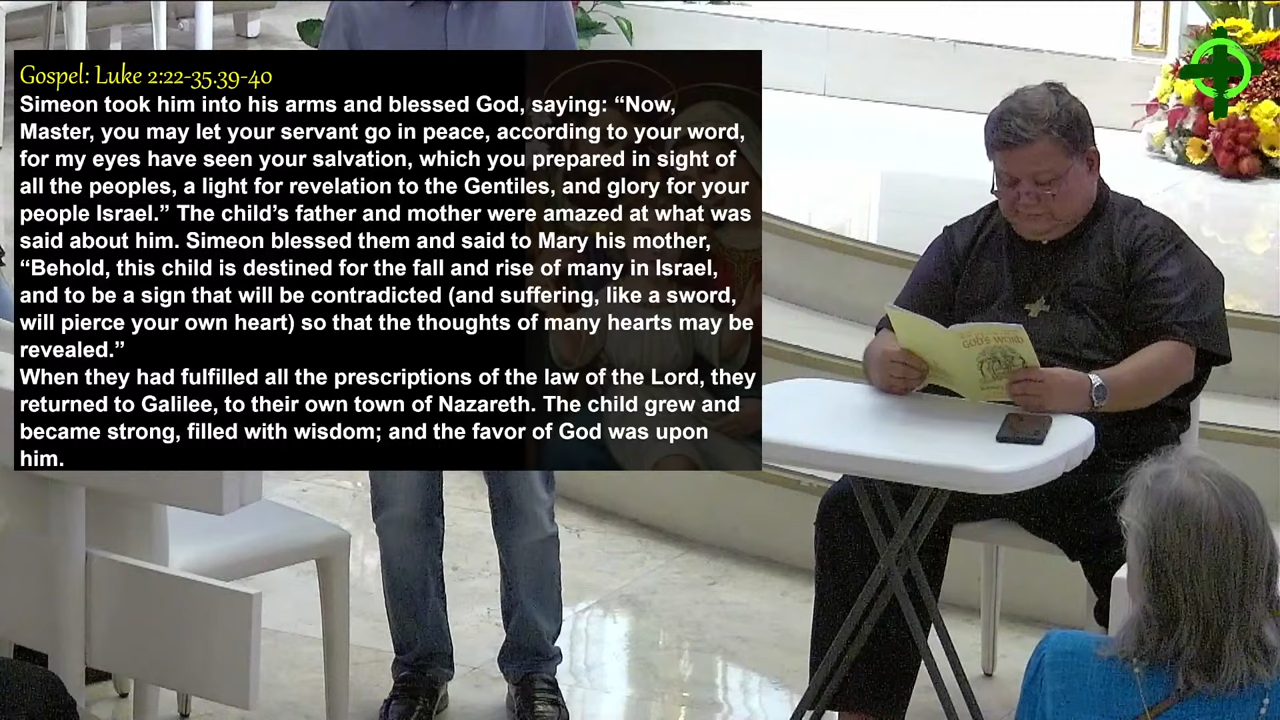 Gospel: Luke 2:22-35.39-40
Simeon took him into his arms and blessed God, saying: “Now,
Master, you may let your servant go in peace, according to your word,
for my eyes have seen your salvation, which you prepared in sight of
all the peoples, a light for revelation to the Gentiles, and glory for your
people Israel.” The child’s father and mother were amazed at what was
said about him. Simeon blessed them and said to Mary his mother,
“Behold, this child is destined for the fall and rise of many in Israel,
and to be a sign that will be contradicted (and suffering, like a sword,
will pierce your own heart) so that the thoughts of many hearts may be
revealed.”
When they had fulfilled all the prescriptions of the law of the Lord, they
returned to Galilee, to their own town of Nazareth. The child grew and
became strong, filled with wisdom; and the favor of God was upon
him.
GOD'S WORD